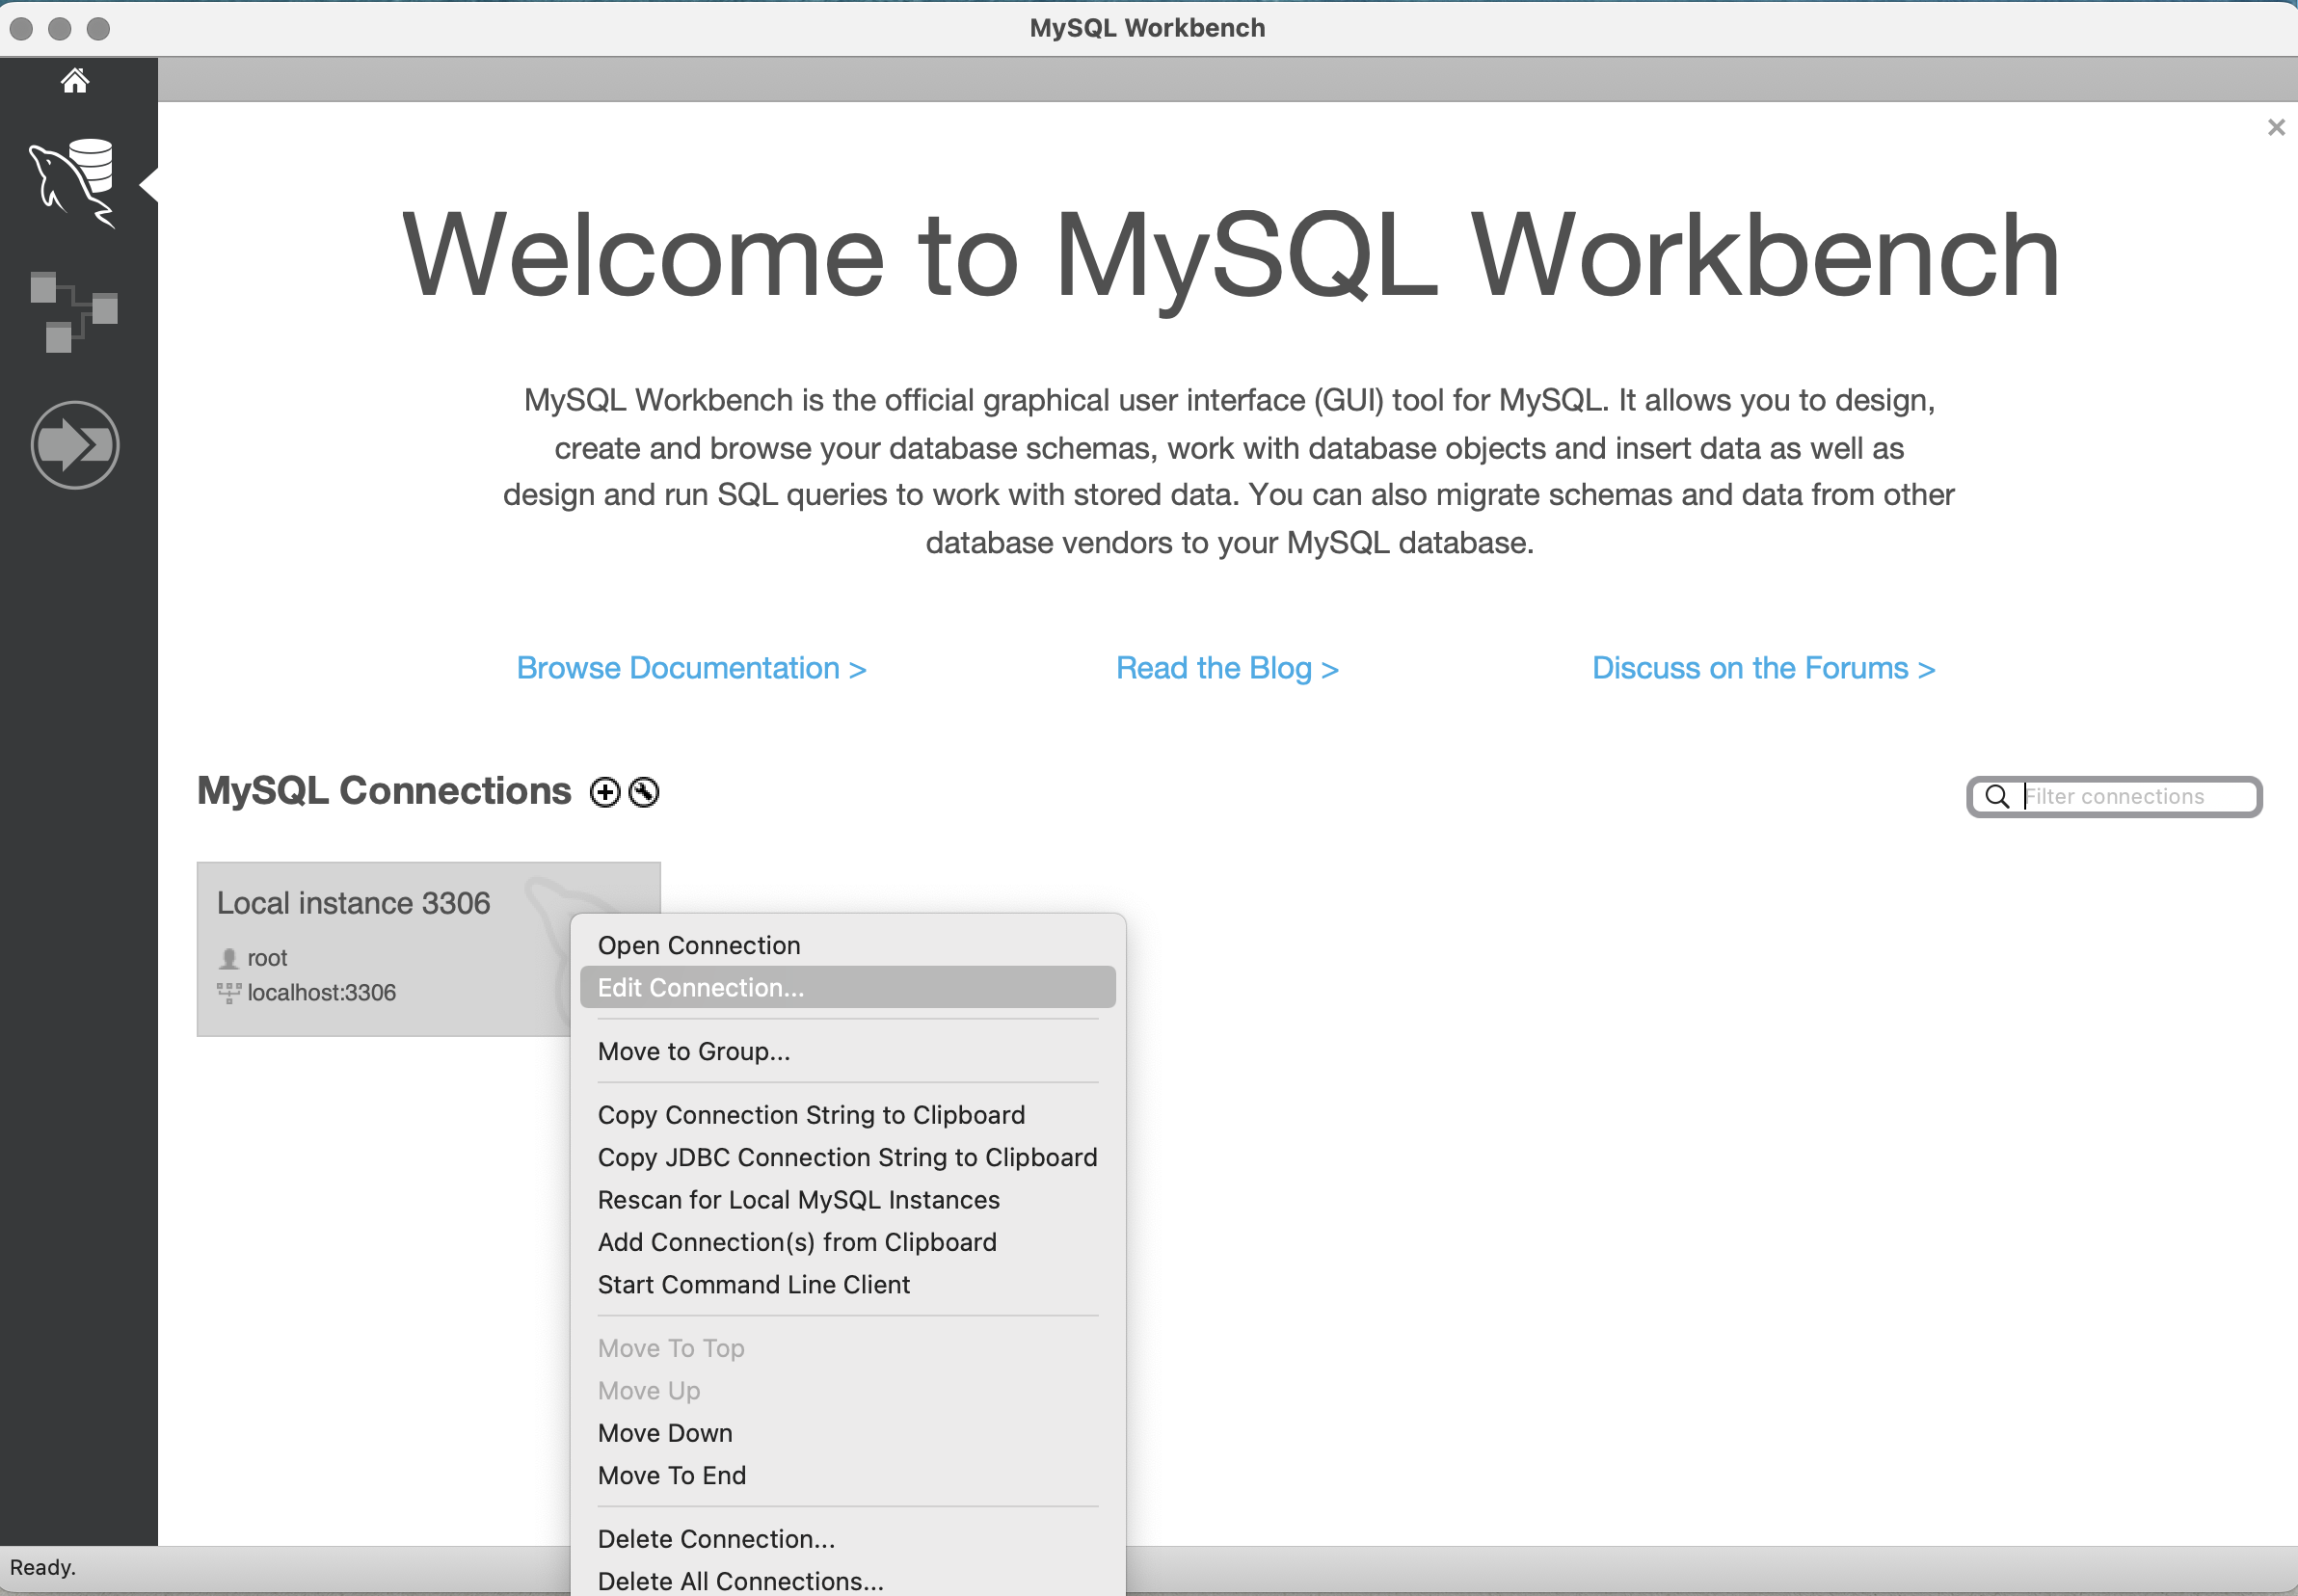 MySQL Workbench
Welcome to MySQL Workbench
MySQL Workbench is the official graphical user interface (GUI) tool for MySQL. It allows you to design,
create and browse your database schemas, work with database objects and insert data as well as
design and run SQL queries to work with stored data. You can also migrate schemas and data from other
database vendors to your MySQL database.
Browse Documentation >
Read the Blog >
Discuss on the Forums >
MySQL Connections
Filter connections
Local instance 3306
root
localhost:3306
Open Connection
Edit Connection...
Move to Group...
Copy Connection String to Clipboard
Copy JDBC Connection String to Clipboard
Rescan for Local MySQL Instances
Add Connection(s) from Clipboard
Start Command Line Client
Move To Top
Move Up
Move Down
Move To End
Delete Connection...
Delete All Connections...
Ready.